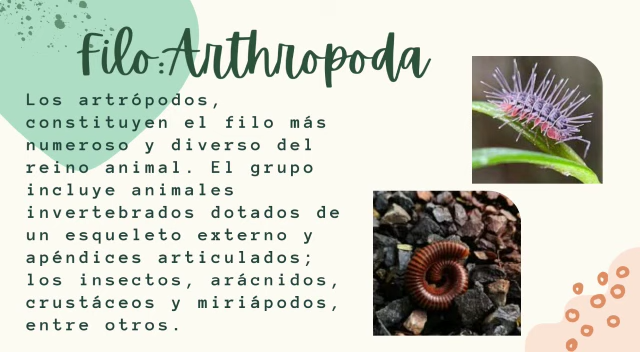 Filo:Arthropoda
Los artrópodos,
constituyen el filo más
numeroso y diverso del
reino animal. El grupo
incluye animales
invertebrados dotados de
un esqueleto externo y
apéndices articulados;
los insectos, arácnidos,
crustáceos y miriápodos,
entre otros.